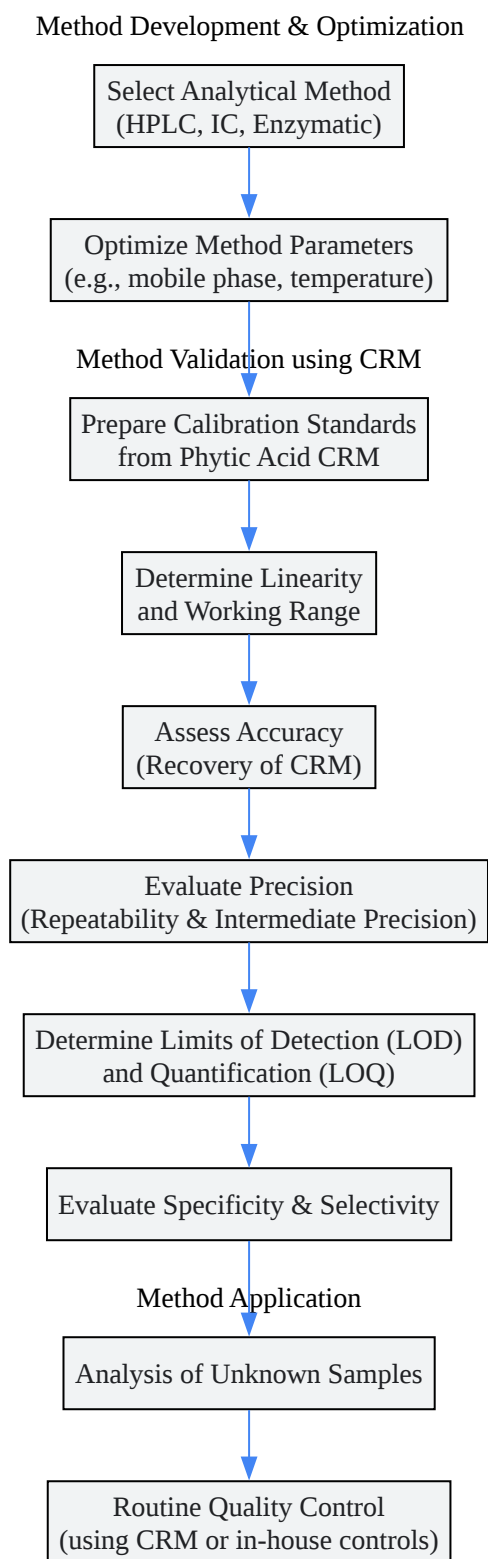 Method Development & Optimization
Select Analytical Method
(HPLC, IC, Enzymatic)
Optimize Method Parameters
(e.g., mobile phase, temperature)
Method Validation using CRM
Prepare Calibration Standards
from Phytic Acid CRM
Determine Linearity
and Working Range
Assess Accuracy
(Recovery of CRM)
Evaluate Precision
(Repeatability & Intermediate Precision)
Determine Limits of Detection (LOD)
and Quantification (LOQ)
Evaluate Specificity & Selectivity
Method Application
Analysis of Unknown Samples
Routine Quality Control
(using CRM or in-house controls)